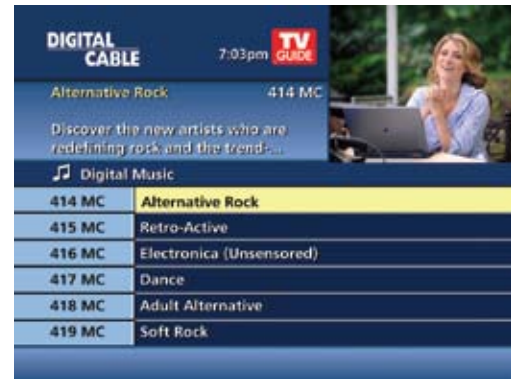 DIGITAL
CABLE
7:03pm
TV
GUIDE
Alternative Rock 414 MC
Discover the new artists who are
redefining rock and the trend-...
Digital Music
414 MC Alternative Rock
415 MC Retro-Active
416 MC Electronica (Unsensored)
417 MC Dance
418 MC Adult Alternative
419 MC Soft Rock